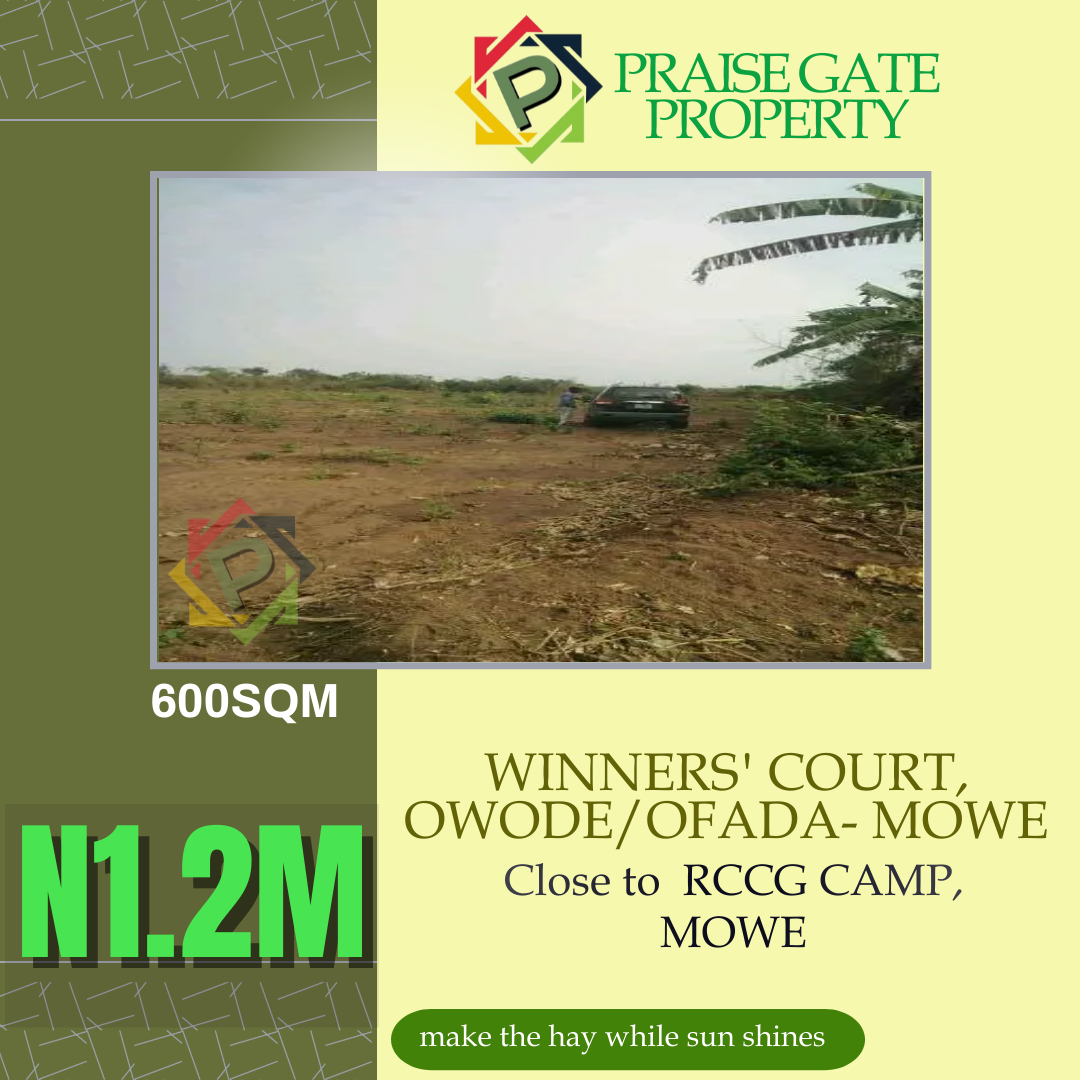 P
PRAISE GATE
PROPERTY
P
600SQM
WINNERS' COURT,
OWODE/OFADA- MOWE
Close to RCCG CAMP,
MOWE
N1.2M
make the hay while sun shines